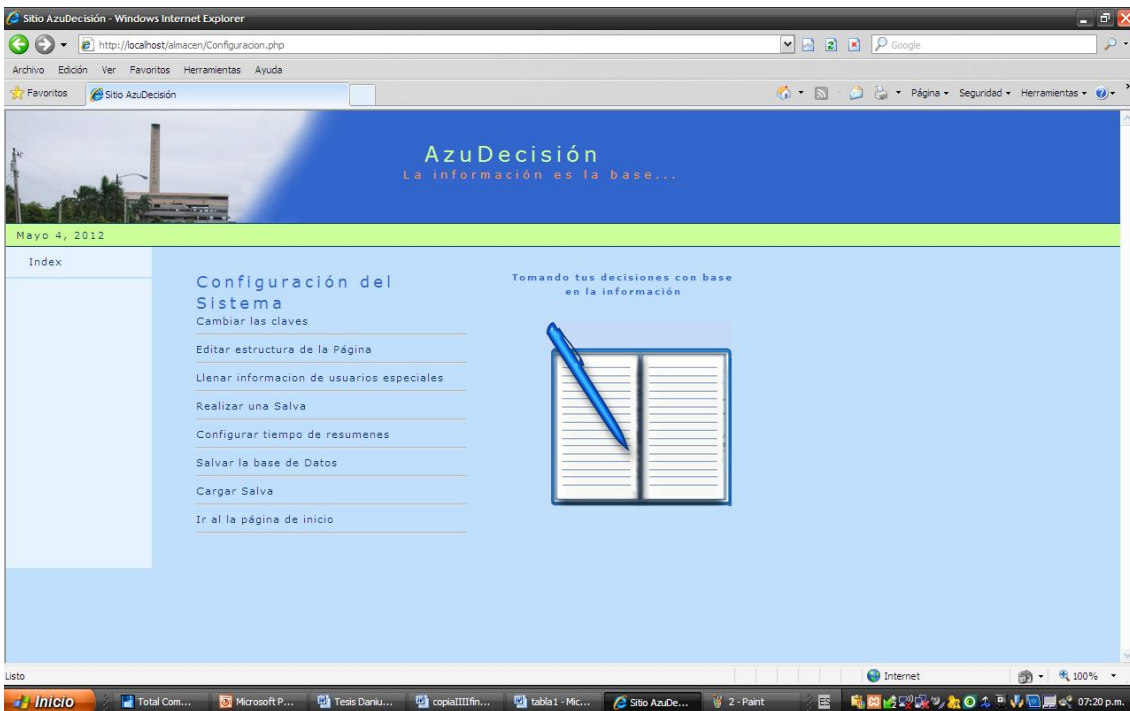 Sitio AzuDecisión - Windows Internet Explorer
http://localhost/almacen/Configuracion.php
Google
Archivo Edición Ver Favoritos Herramientas Ayuda
Favoritos Sitio AzuDecisión Página Seguridad Herramientas
AzuDecisión
La información es la base...
Mayo 4, 2012
Index
Configuración del
Sistema
Cambiar las claves
Editar estructura de la Página
Llenar informacion de usuarios especiales
Realizar una Salva
Configurar tiempo de resumenes
Salvar la base de Datos
Cargar Salva
Ir al la página de inicio
Tomando tus decisiones con base
en la información
Listo Internet 100%
Inicio Total Com... Microsoft P... Tesis Daniu... copiaIIIIfin... tabla1 - Mic... Sitio AzuDe... 2 - Paint ES 07:20 p.m.